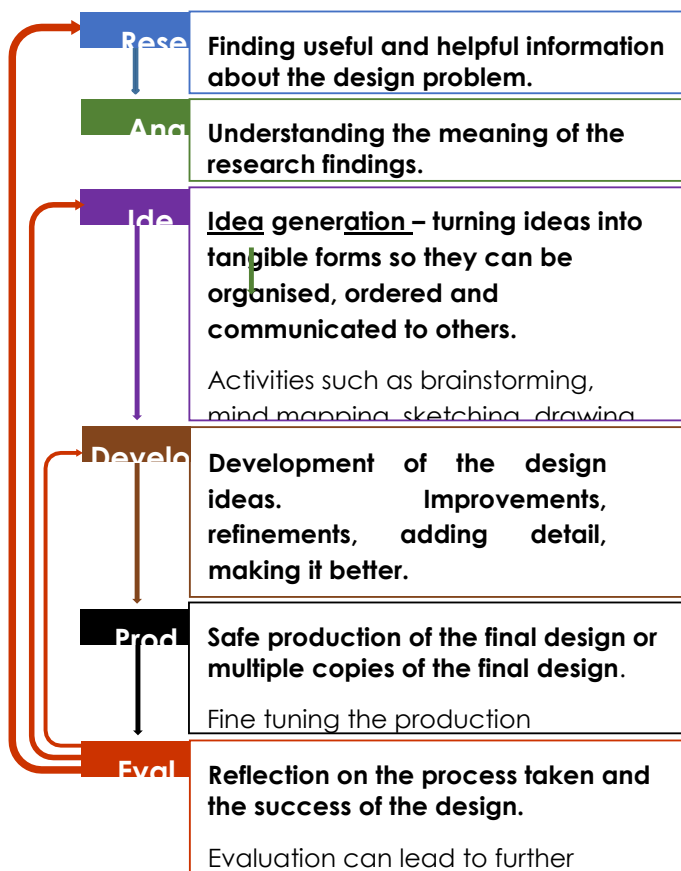 Rese
Finding useful and helpful information
about the design problem.
Ana
Understanding the meaning of the
research findings.
Ide
Idea generation – turning ideas into
tangible forms so they can be
organised, ordered and
communicated to others.
Activities such as brainstorming,
mind mapping, sketching, drawing
Develo
Development of the design
ideas. Improvements,
refinements, adding detail,
making it better.
Prod
Safe production of the final design or
multiple copies of the final design.
Fine tuning the production
Eval
Reflection on the process taken and
the success of the design.
Evaluation can lead to further